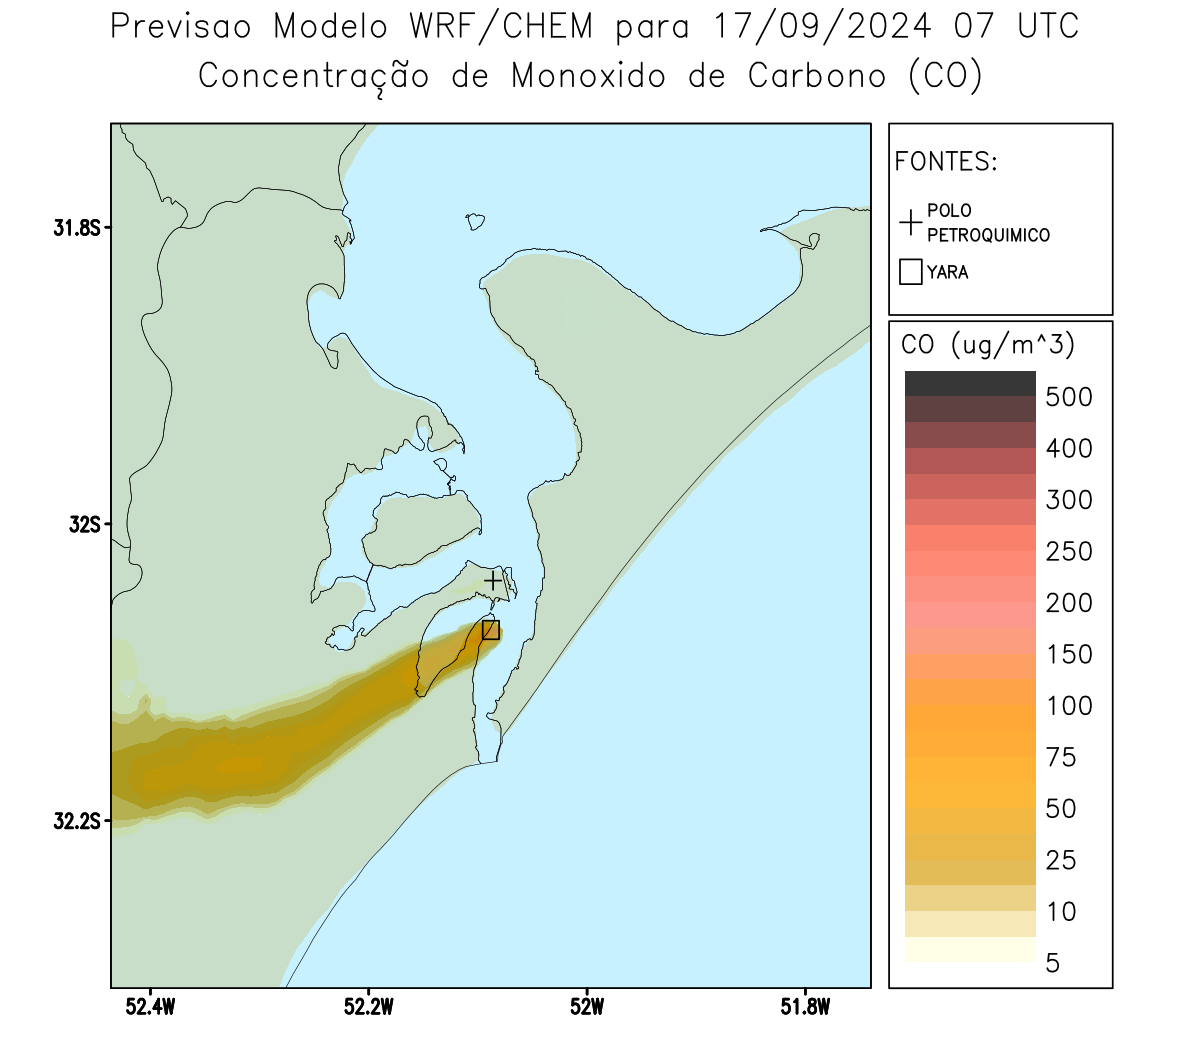 Previsao Modelo WRF/CHEM para 17/09/2024 07 UTC
Concentração de Monoxido de Carbono (CO)
FONTES:
POLO
PETROQUIMICO
YARA
CO (ug/m^3)
500
400
300
250
200
150
100
75
50
25
10
5
31.8S
32S
32.2S
52.4W
52.2W
52W
51.8W